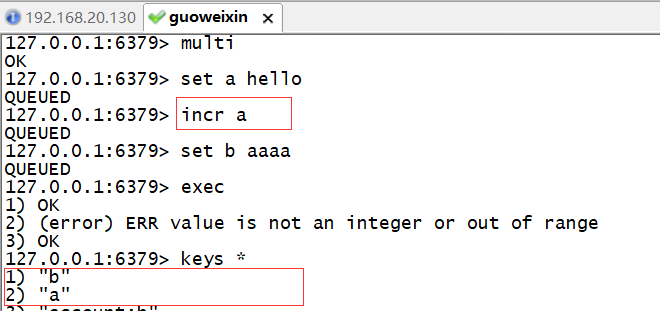 192.168.20.130 guoweixin
127.0.0.1:6379> multi
OK
127.0.0.1:6379> set a hello
QUEUED
127.0.0.1:6379> incr a
QUEUED
127.0.0.1:6379> set b aaaa
QUEUED
127.0.0.1:6379> exec
1) OK
2) (error) ERR value is not an integer or out of range
3) OK
127.0.0.1:6379> keys *
1) "b"
2) "a"
3) "account:b"